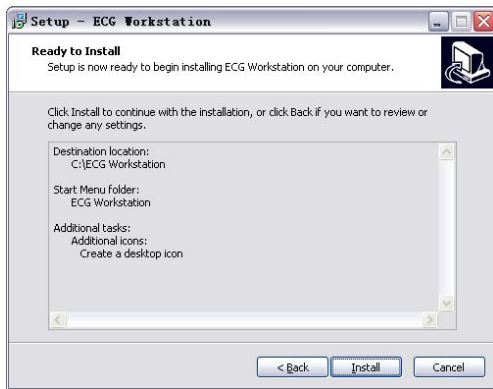 Setup - ECG Workstation
Ready to Install
Setup is now ready to begin installing ECG Workstation on your computer.
Click Install to continue with the installation, or click Back if you want to review or
change any settings.
Destination location:
C:\ECG Workstation
Start Menu folder:
ECG Workstation
Additional tasks:
Additional icons:
Create a desktop icon
< Back
Install
Cancel